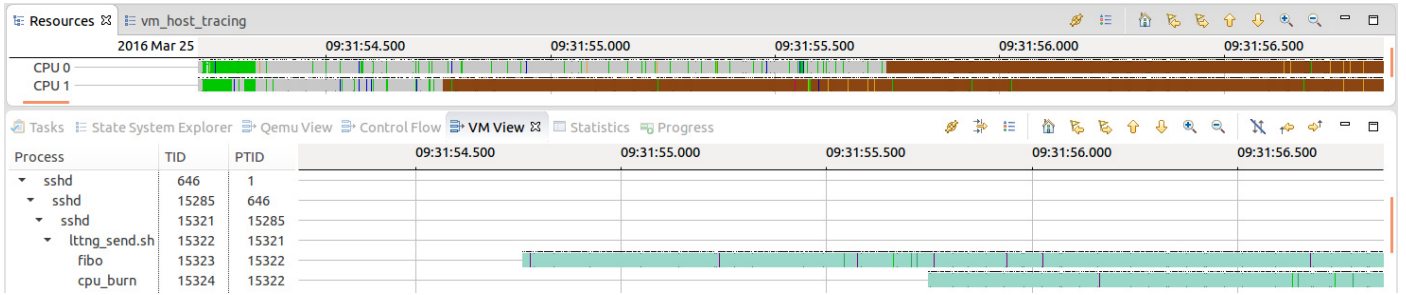 Resources vm_host_tracing
2016 Mar 25 09:31:54.500 09:31:55.000 09:31:55.500 09:31:56.000 09:31:56.500
CPU 0
CPU 1
Tasks State System Explorer Qemu View Control Flow VM View Statistics Progress
Process TID PTID 09:31:54.500 09:31:55.000 09:31:55.500 09:31:56.000 09:31:56.500
sshd 646 1
sshd 15285 646
sshd 15321 15285
lttng_send.sh 15322 15321
fibo 15323 15322
cpu_burn 15324 15322